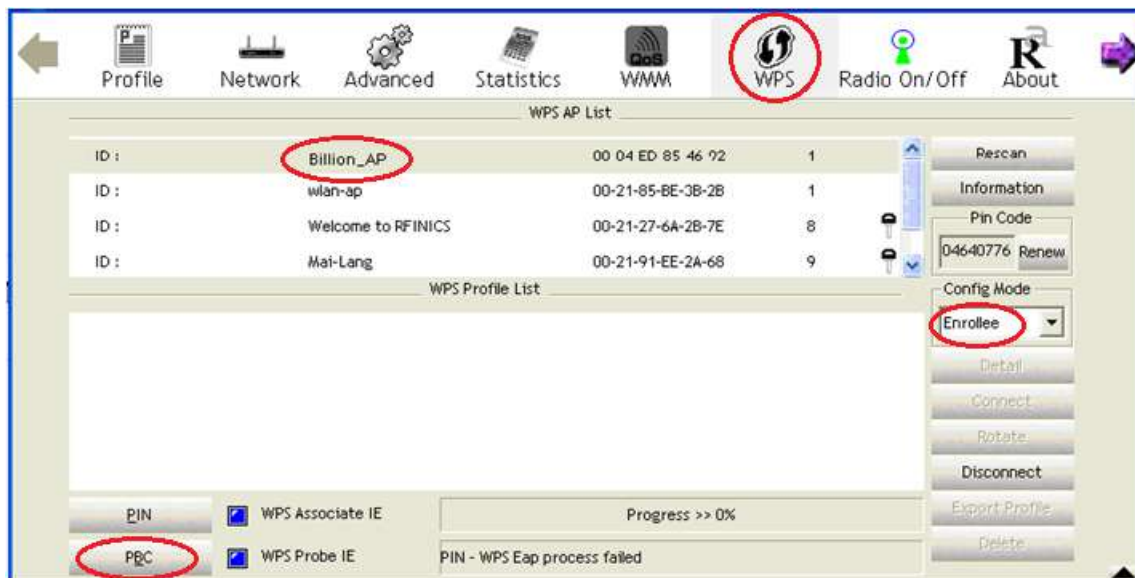 Profile Network Advanced Statistics QoS WMM WPS Radio On/Off Ra About
WPS AP List
ID : Billion_AP 00 04 ED 85 46 92 1 Rescan
ID : wlan-ap 00-21-85-BE-3B-2B 1 Information
ID : Welcome to RFINICS 00-21-27-6A-2B-7E 8 Pin Code
04640776 Renew
ID : Mai-Lang 00-21-91-EE-2A-68 9
WPS Profile List Config Mode
Enrollee
Detail
Connect
Rotate
Disconnect
PIN WPS Associate IE Progress >> 0% Export Profile
PBC WPS Probe IE PIN - WPS Eap process failed Delete